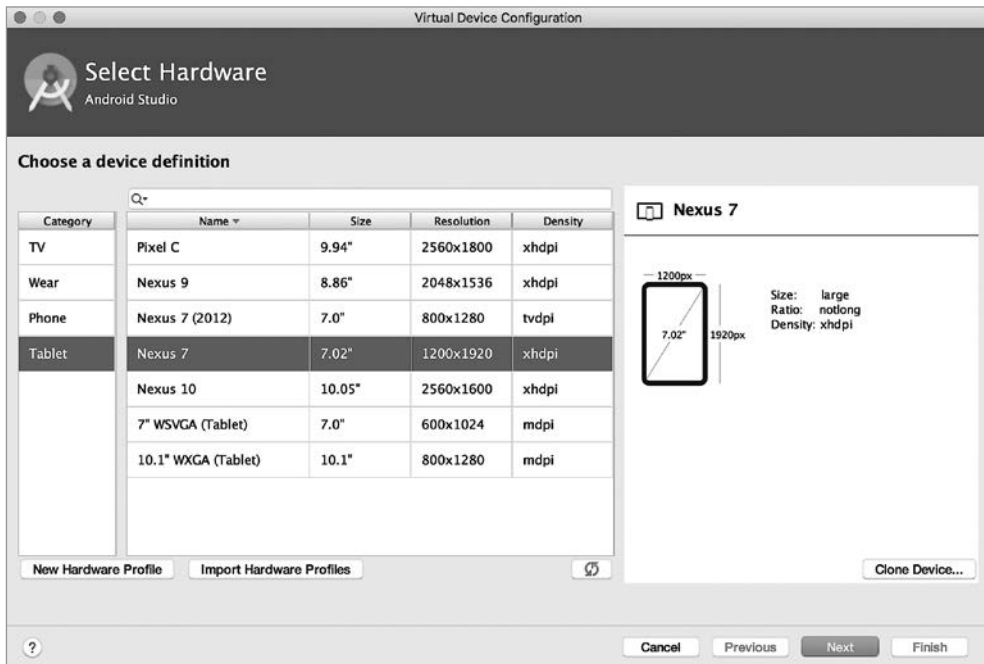 Virtual Device Configuration
Select Hardware
Android Studio
Choose a device definition
Category
TV
Wear
Phone
Tablet
Name Size Resolution Density
Pixel C 9.94" 2560x1800 xhdpi
Nexus 9 8.86" 2048x1536 xhdpi
Nexus 7 (2012) 7.0" 800x1280 tvdpi
Nexus 7 7.02" 1200x1920 xhdpi
Nexus 10 10.05" 2560x1600 xhdpi
7" WSVGA (Tablet) 7.0" 600x1024 mdpi
10.1" WXGA (Tablet) 10.1" 800x1280 mdpi
New Hardware Profile Import Hardware Profiles
Nexus 7
1200px
7.02"
1920px
Size: large
Ratio: notlong
Density: xhdpi
Clone Device...
? Cancel Previous Next Finish